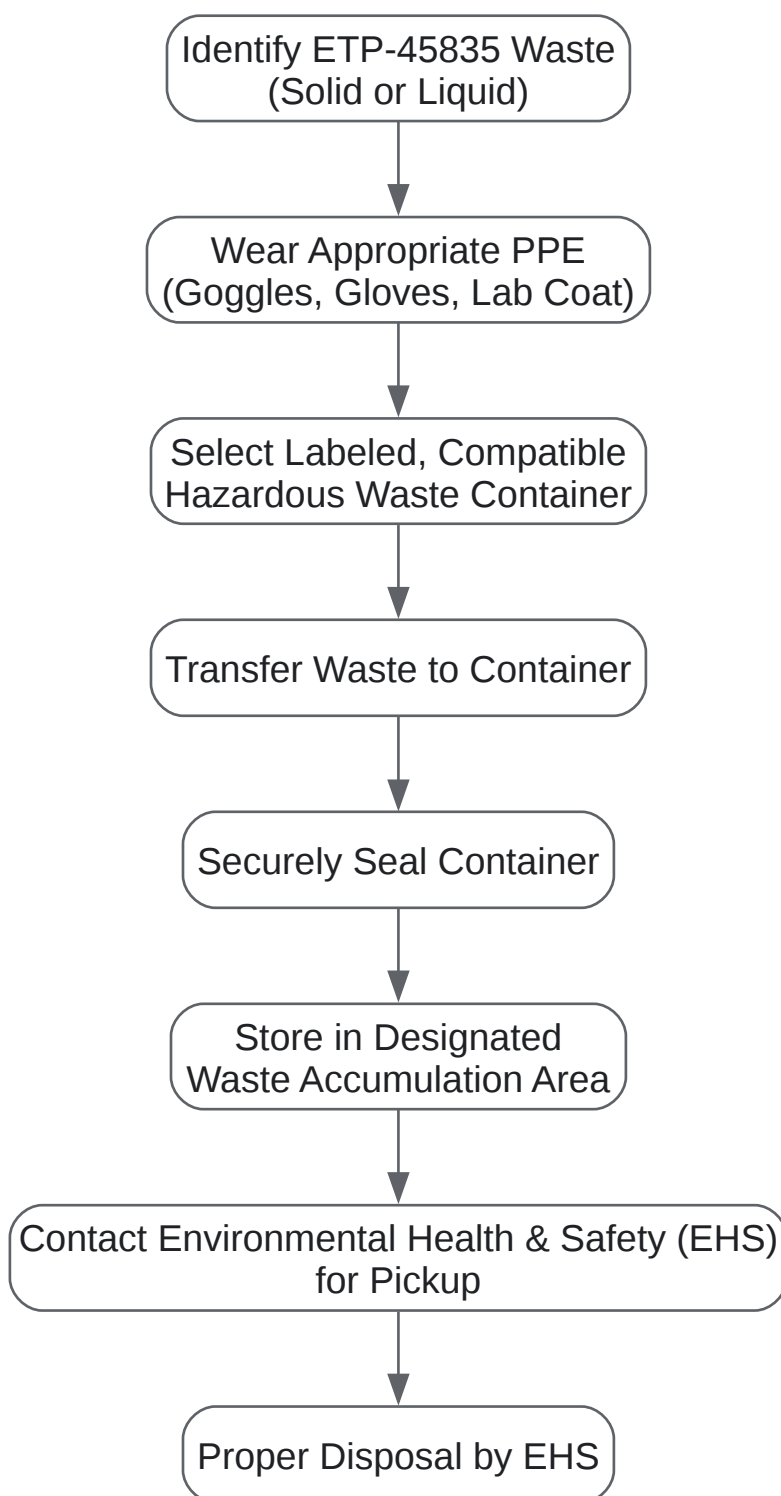 Identify ETP-45835 Waste
(Solid or Liquid)
Wear Appropriate PPE
(Goggles, Gloves, Lab Coat)
Select Labeled, Compatible
Hazardous Waste Container
Transfer Waste to Container
Securely Seal Container
Store in Designated
Waste Accumulation Area
Contact Environmental Health & Safety (EHS)
for Pickup
Proper Disposal by EHS